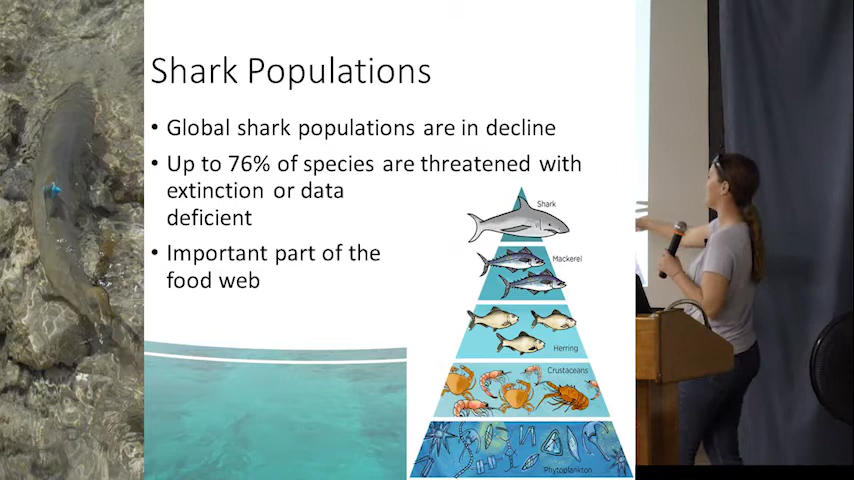 Shark Populations
• Global shark populations are in decline
• Up to 76% of species are threatened with
extinction or data
deficient
• Important part of the
food web
Shark
Mackerel
Herring
Crustaceans
Phytoplankton